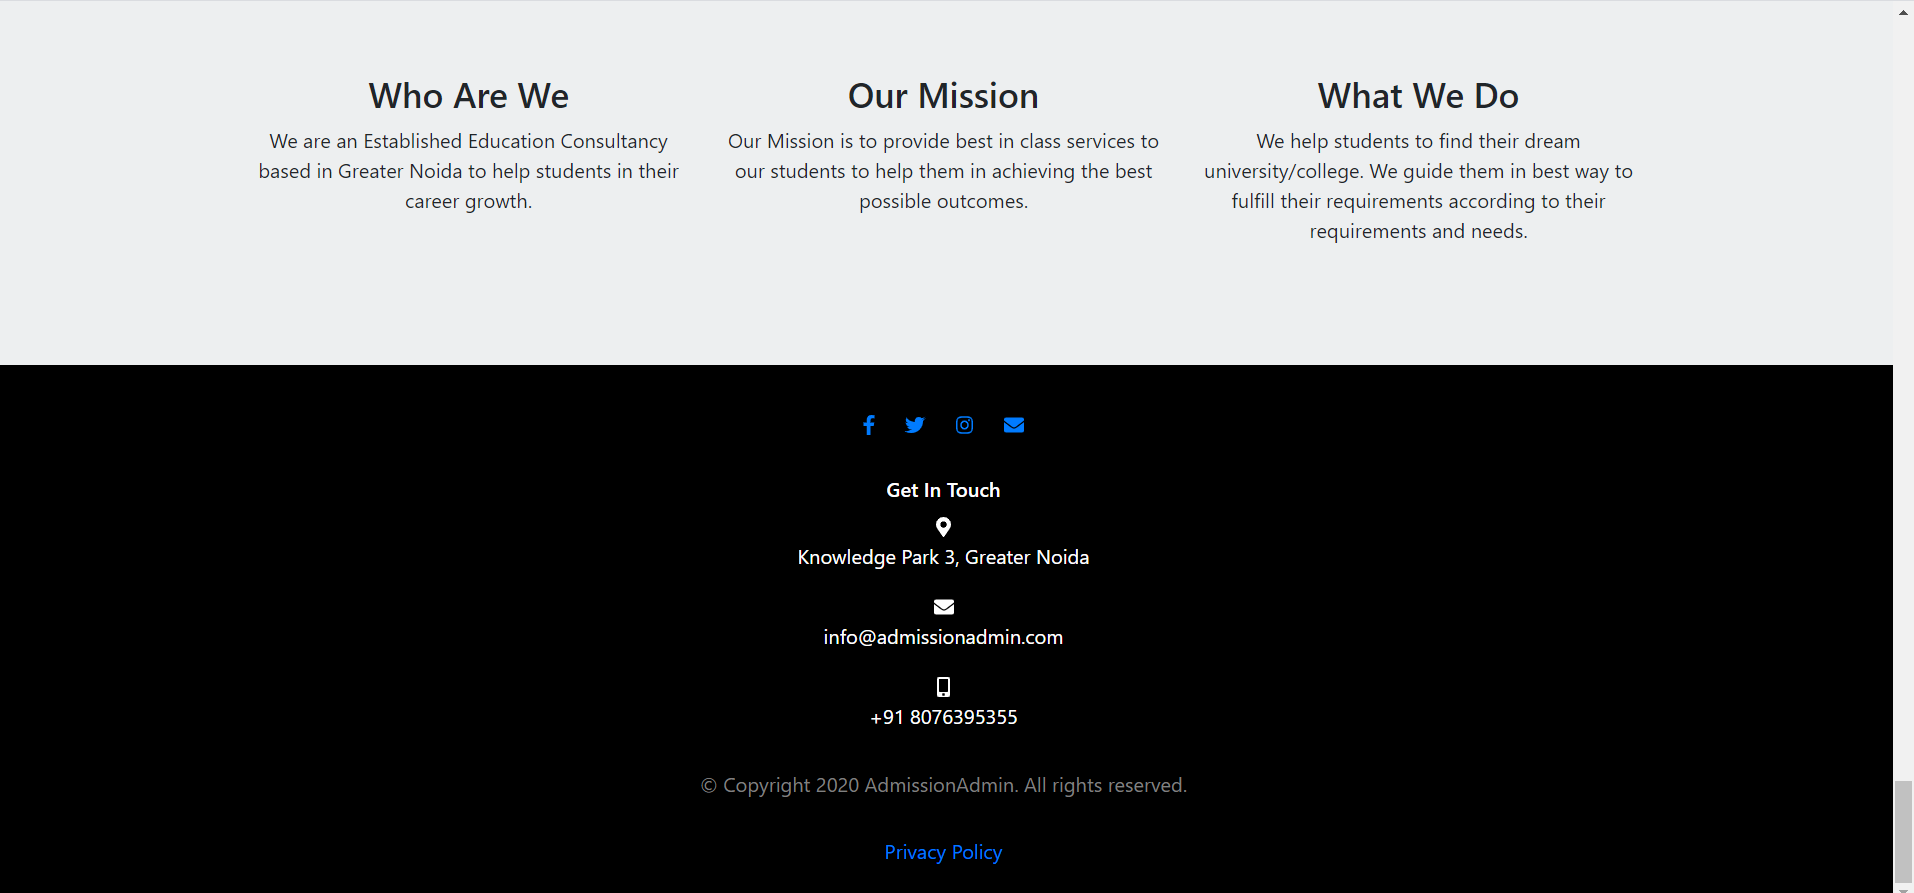 Who Are We
We are an Established Education Consultancy
based in Greater Noida to help students in their
career growth.
Our Mission
Our Mission is to provide best in class services to
our students to help them in achieving the best
possible outcomes.
What We Do
We help students to find their dream
university/college. We guide them in best way to
fulfill their requirements according to their
requirements and needs.
Get In Touch
Knowledge Park 3, Greater Noida
info@admissionadmin.com
+91 8076395355
© Copyright 2020 AdmissionAdmin. All rights reserved.
Privacy Policy